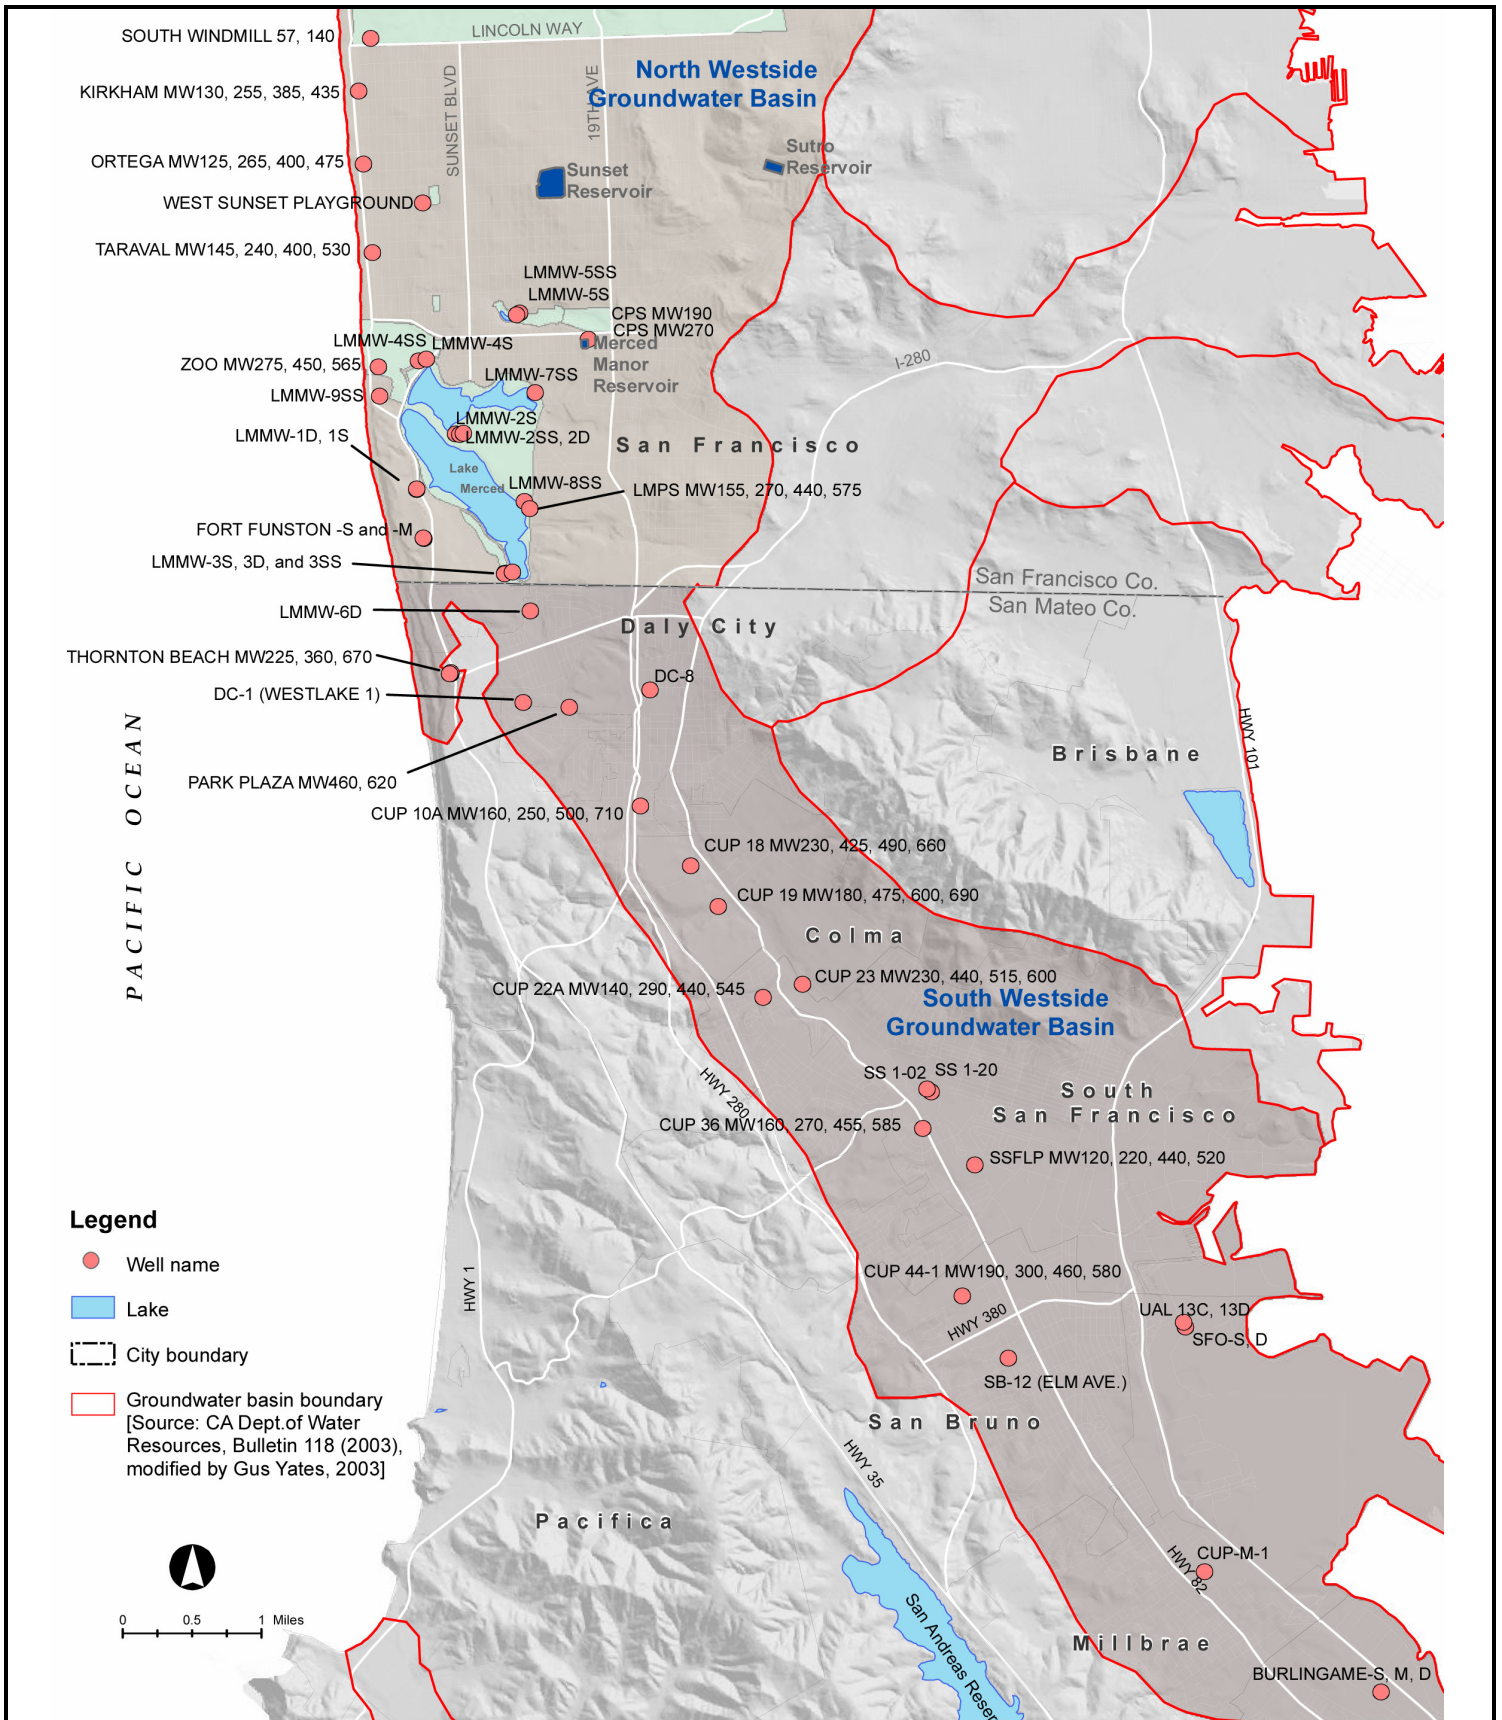 SOUTH WINDMILL 57, 140
LINCOLN WAY
KIRKHAM MW130, 255, 385, 435
SUNSET BLVD
19TH AVE
North Westside
Groundwater Basin
ORTEGA MW125, 265, 400, 475
Sunset
Reservoir
Sutro
Reservoir
WEST SUNSET PLAYGROUND
TARAVAL MW145, 240, 400, 530
LMMW-5SS
LMMW-5S
CPS MW190
CPS MW270
LMMW-4SS
LMMW-4S
Merced
Manor
Reservoir
ZOO MW275, 450, 565
LMMW-7SS
I-280
LMMW-9SS
LMMW-2S
LMMW-2SS, 2D
LMMW-1D, 1S
San Francisco
Lake
Merced
LMMW-8SS
LMPS MW155, 270, 440, 575
FORT FUNSTON -S and -M
LMMW-3S, 3D, and 3SS
San Francisco Co.
San Mateo Co.
LMMW-6D
Daly City
THORNTON BEACH MW225, 360, 670
DC-8
DC-1 (WESTLAKE 1)
PARK PLAZA MW460, 620
HWY 101
Brisbane
PACIFIC OCEAN
CUP 10A MW160, 250, 500, 710
CUP 18 MW230, 425, 490, 660
CUP 19 MW180, 475, 600, 690
Colma
CUP 23 MW230, 440, 515, 600
CUP 22A MW140, 290, 440, 545
South Westside
Groundwater Basin
SS 1-02
SS 1-20
HWY 280
South
San Francisco
CUP 36 MW160, 270, 455, 585
SSFLP MW120, 220, 440, 520
HWY 1
CUP 44-1 MW190, 300, 460, 580
HWY 380
UAL 13C, 13D
SFO-S, D
SB-12 (ELM AVE.)
San Bruno
HWY 35
Pacifica
San Andreas Reser
HWY 82
CUP-M-1
Millbrae
BURLINGAME-S, M, D
Legend
Well name
Lake
City boundary
Groundwater basin boundary
[Source: CA Dept.of Water
Resources, Bulletin 118 (2003),
modified by Gus Yates, 2003]
0 0.5 1 Miles